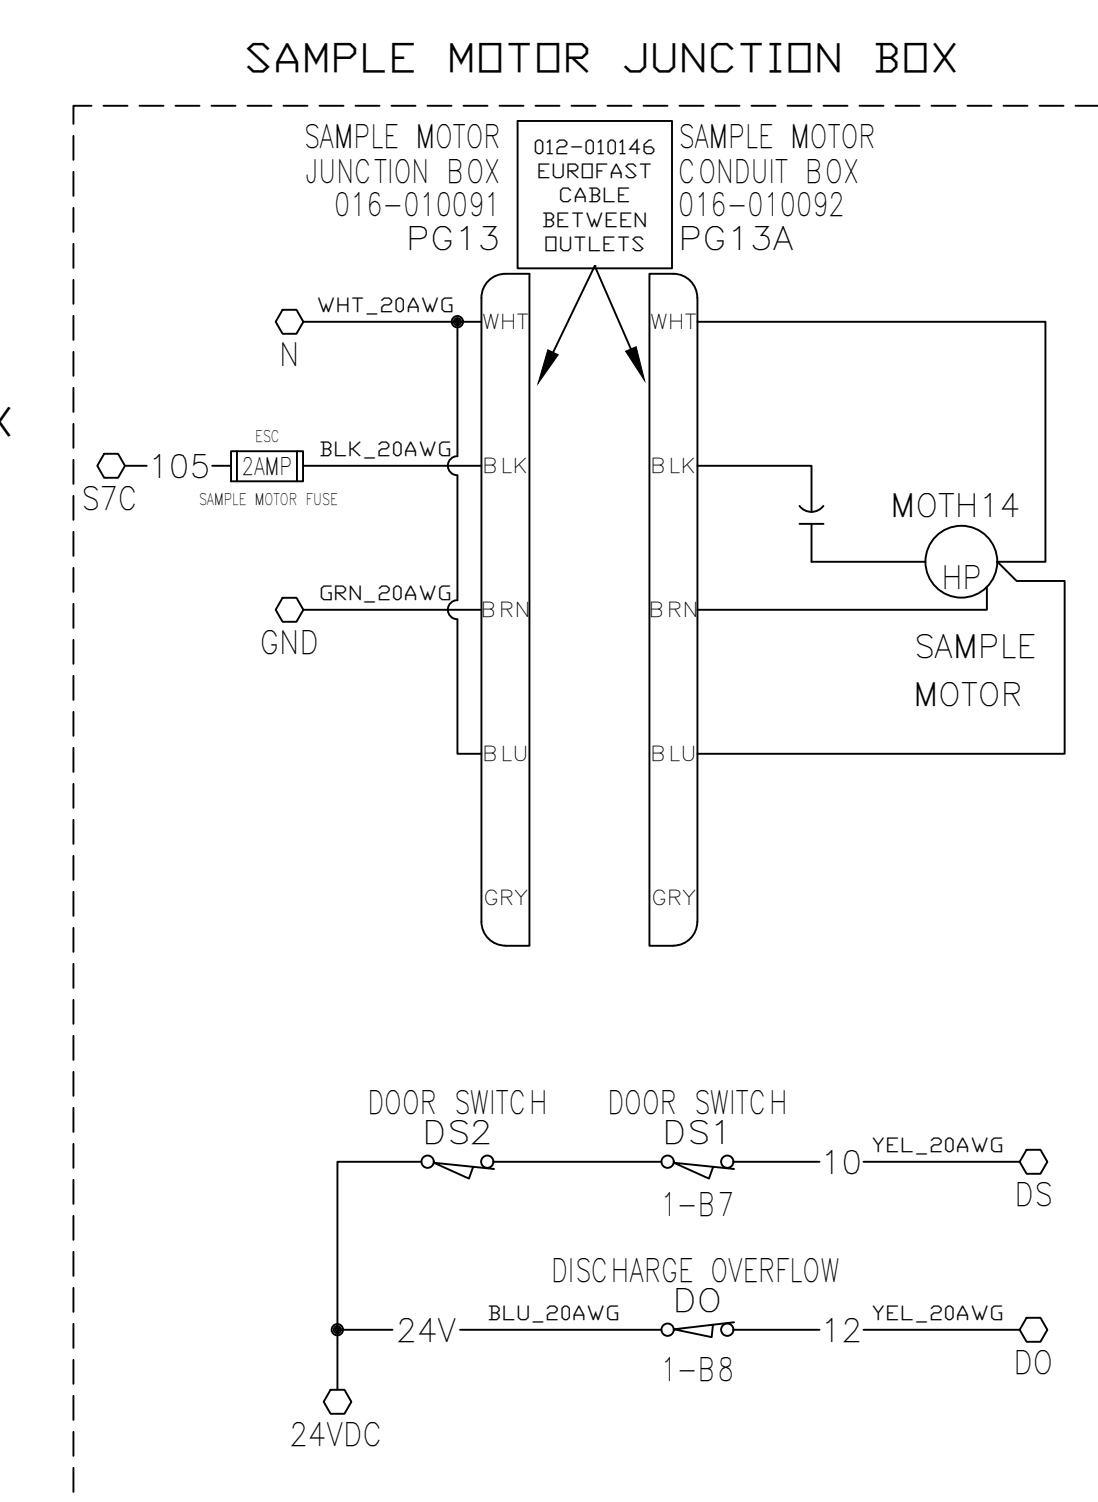 SAMPLE MOTOR JUNCTION BOX
SAMPLE MOTOR
JUNCTION BOX
016-010091
PG13
012-010146
EUROFAST
CABLE
BETWEEN
OUTLETS
SAMPLE MOTOR
CONDUIT BOX
016-010092
PG13A
WHT_20AWG
N
WHT
WHT
X
ESC
S7C
105
2AMP
SAMPLE MOTOR FUSE
BLK_20AWG
BLK
BLK
MOTH14
HP
SAMPLE
MOTOR
GRN_20AWG
GND
BRN
BRN
BLU
BLU
GRY
GRY
DOOR SWITCH
DS2
DOOR SWITCH
DS1
1-B7
10
YEL_20AWG
DS
DISCHARGE OVERFLOW
DO
24V
BLU_20AWG
1-B8
12
YEL_20AWG
DO
24VDC